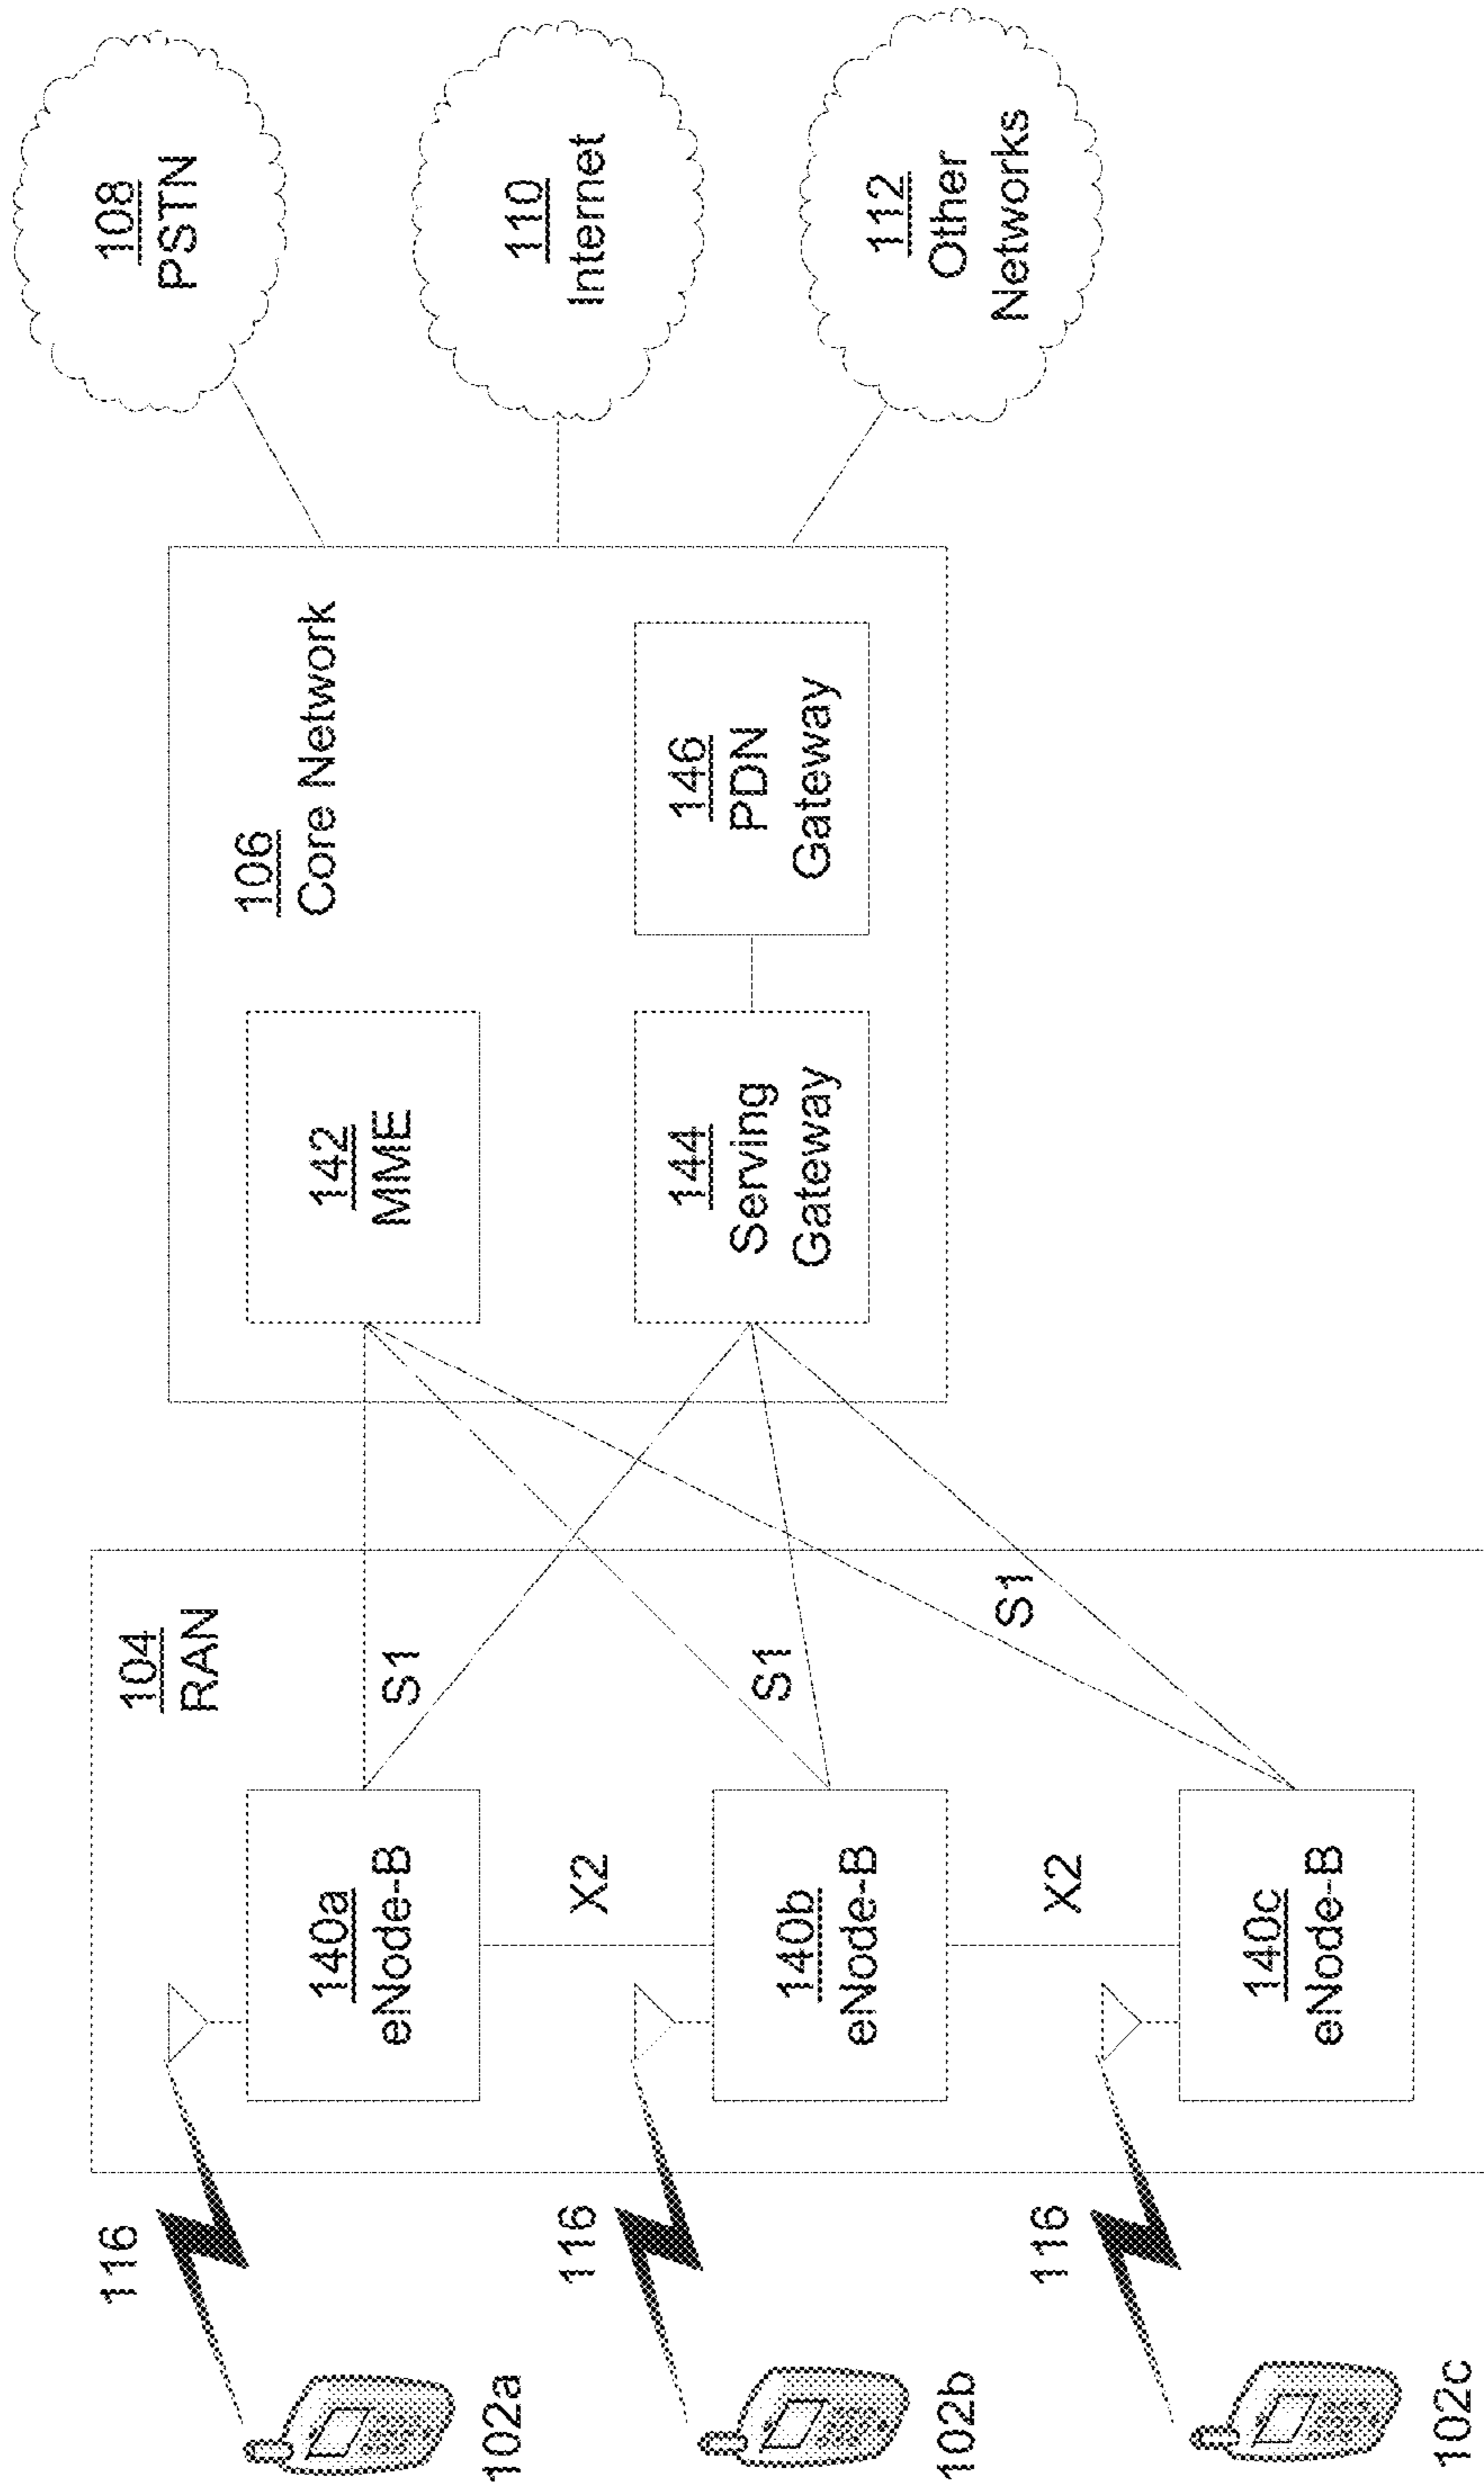 116
104
RAN
102a
140a
eNode-B
S1
X2
116
102b
140b
eNode-B
S1
X2
116
102c
140c
eNode-B
S1
106
Core Network
142
MME
144
Serving
Gateway
146
PDN
Gateway
108
PSTN
110
Internet
112
Other
Networks